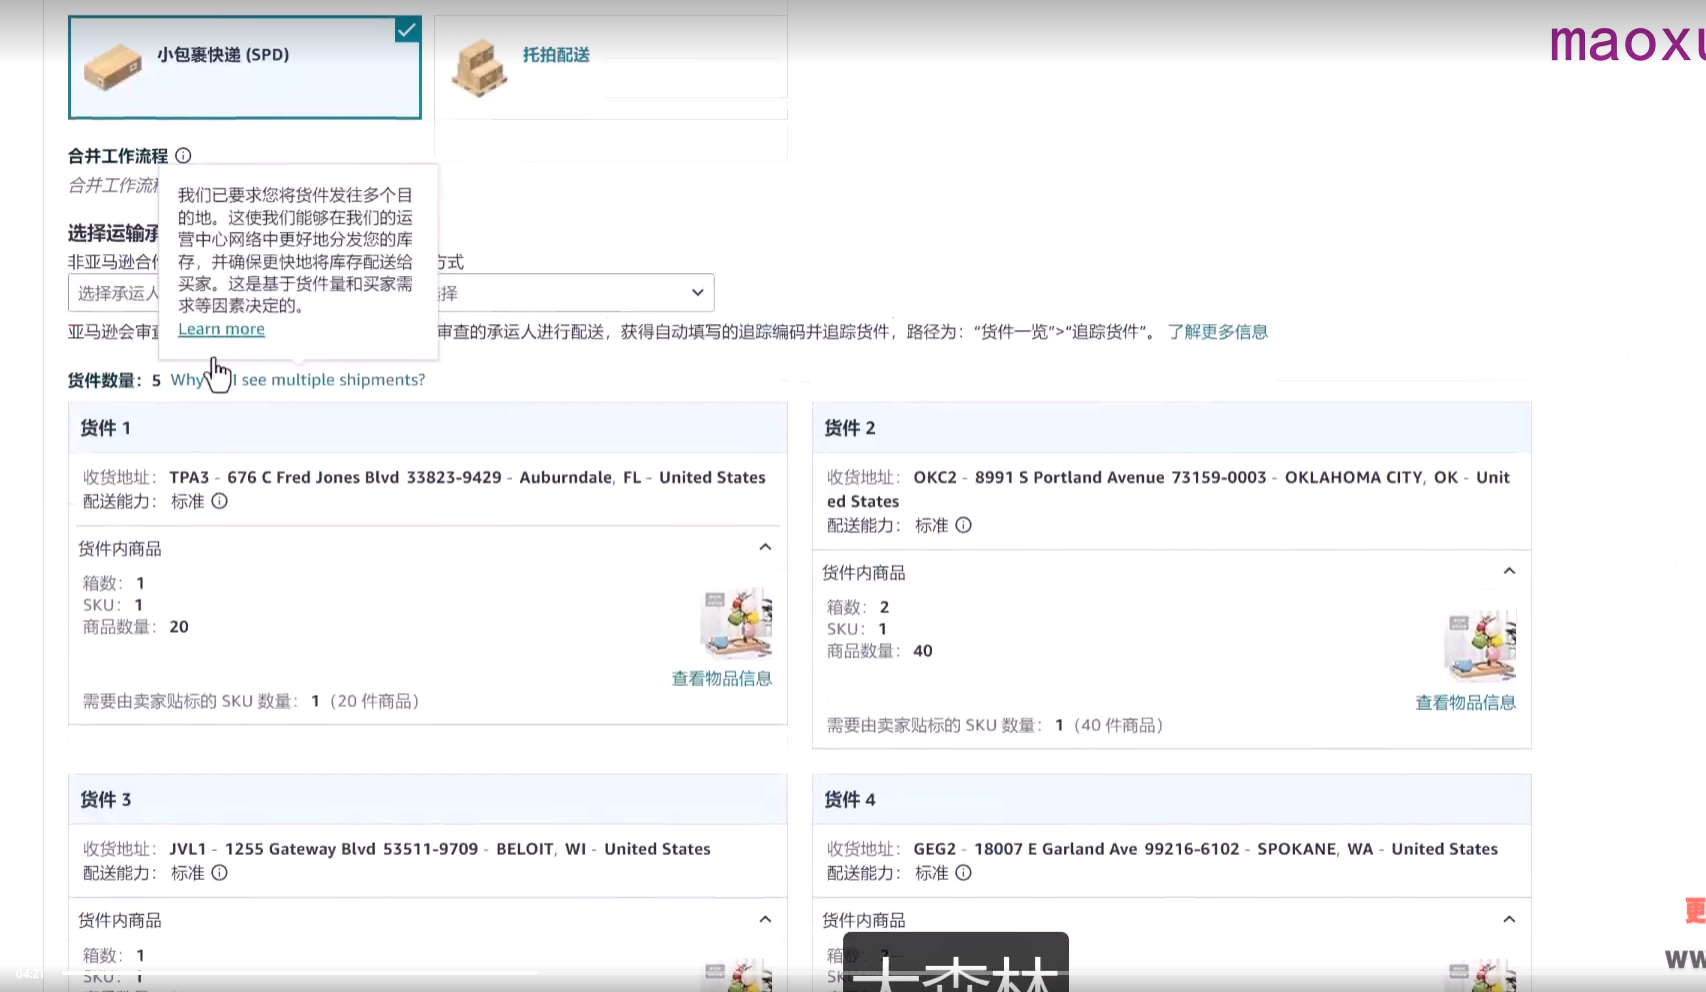 小包裹快递 (SPD)
托拍配送
合并工作流程
合并工作流
我们已要求您将货件发往多个目
的地。这使我们能够在我们的运
营中心网络中更好地分发您的库
存，并确保更快地将库存配送给
买家。这是基于货件量和买家需
求等因素决定的。
Learn more
选择运输
非亚马逊合
方式
选择承运人
择
亚马逊会审
审查的承运人进行配送，获得自动填写的追踪编码并追踪货件，路径为：“货件一览”>“追踪货件”。 了解更多信息
货件数量： 5 Why I see multiple shipments?
货件 1
收货地址： TPA3 - 676 C Fred Jones Blvd 33823-9429 - Auburndale, FL - United States
配送能力： 标准
货件内商品
箱数： 1
SKU： 1
商品数量： 20
查看物品信息
需要由卖家贴标的 SKU 数量： 1（20 件商品）
货件 2
收货地址： OKC2 - 8991 S Portland Avenue 73159-0003 - OKLAHOMA CITY, OK - Unit
ed States
配送能力： 标准
货件内商品
箱数： 2
SKU： 1
商品数量： 40
查看物品信息
需要由卖家贴标的 SKU 数量： 1（40 件商品）
货件 3
收货地址： JVL1 - 1255 Gateway Blvd 53511-9709 - BELOIT, WI - United States
配送能力： 标准
货件内商品
箱数： 1
SKU： 1
货件 4
收货地址： GEG2 - 18007 E Garland Ave 99216-6102 - SPOKANE, WA - United States
配送能力： 标准
货件内商品
箱
SK
大森林
04:21
maoxu
更
ww